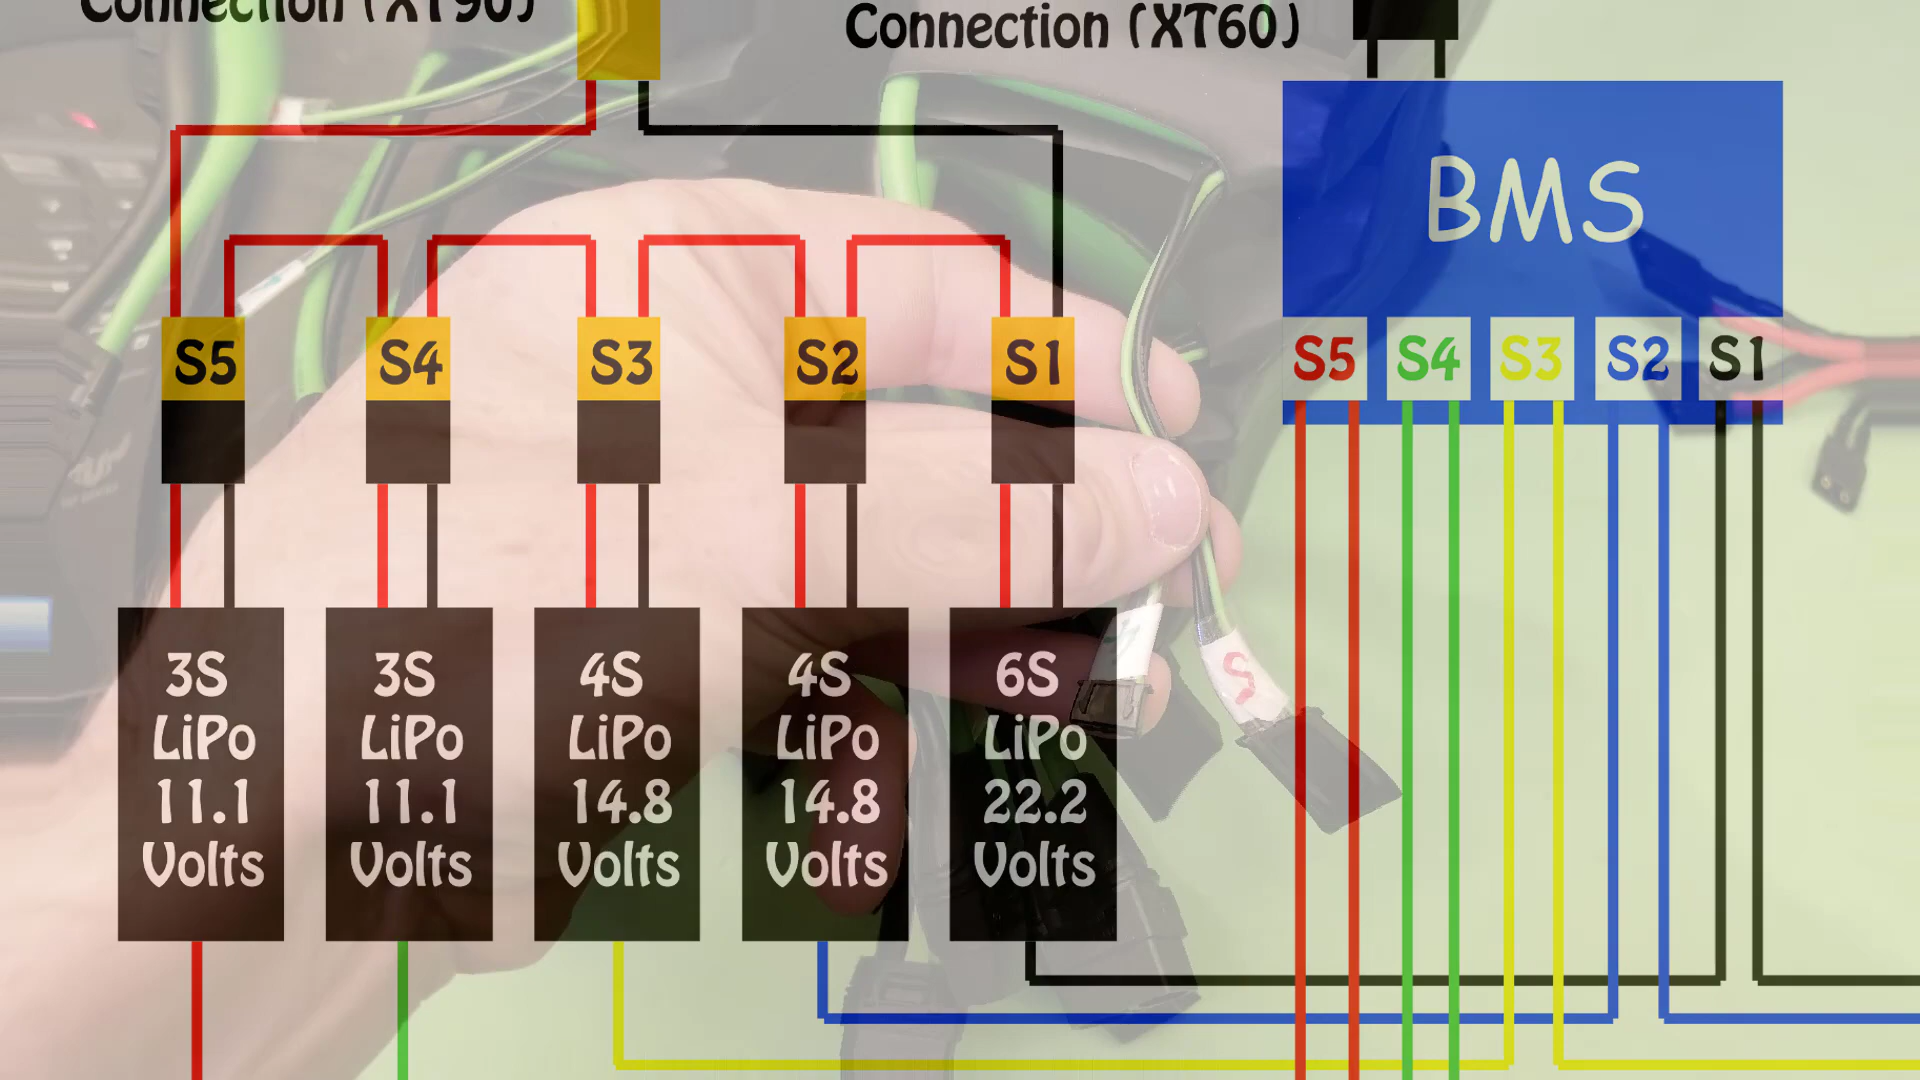 Connection (XT90)
Connection (XT60)
BMS
S5 S4 S3 S2 S1
S5 S4 S3 S2 S1
3S
LiPo
11.1
Volts
3S
LiPo
11.1
Volts
4S
LiPo
14.8
Volts
4S
LiPo
14.8
Volts
6S
LiPo
22.2
Volts
S